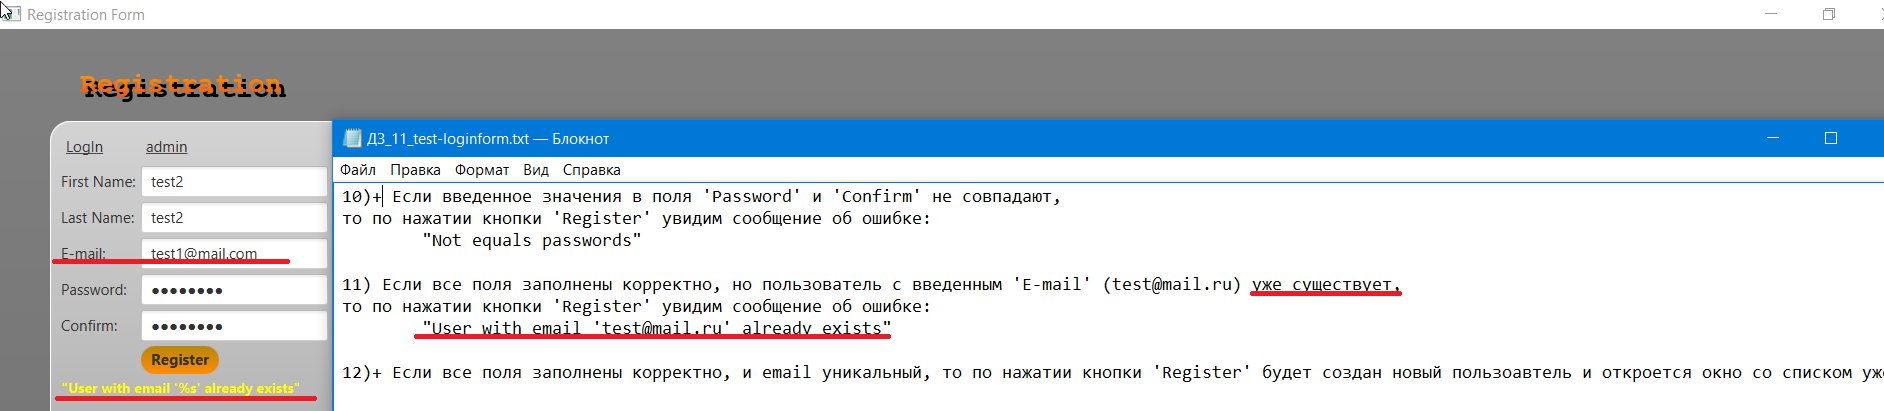 Registration Form
Registration
LogIn admin
First Name: test2
Last Name: test2
E-mail: test1@mail.com
Password: ●●●●●●●●
Confirm: ●●●●●●●●
Register
"User with email '%s' already exists"
ДЗ_11_test-loginform.txt — Блокнот
Файл Правка Формат Вид Справка
10)+ Если введенное значения в поля 'Password' и 'Confirm' не совпадают,
то по нажатии кнопки 'Register' увидим сообщение об ошибке:
"Not equals passwords"
11) Если все поля заполнены корректно, но пользователь с введенным 'E-mail' (test@mail.ru) уже существует,
то по нажатии кнопки 'Register' увидим сообщение об ошибке:
"User with email 'test@mail.ru' already exists"
12)+ Если все поля заполнены корректно, и email уникальный, то по нажатии кнопки 'Register' будет создан новый пользоавтель и откроется окно со списком уже